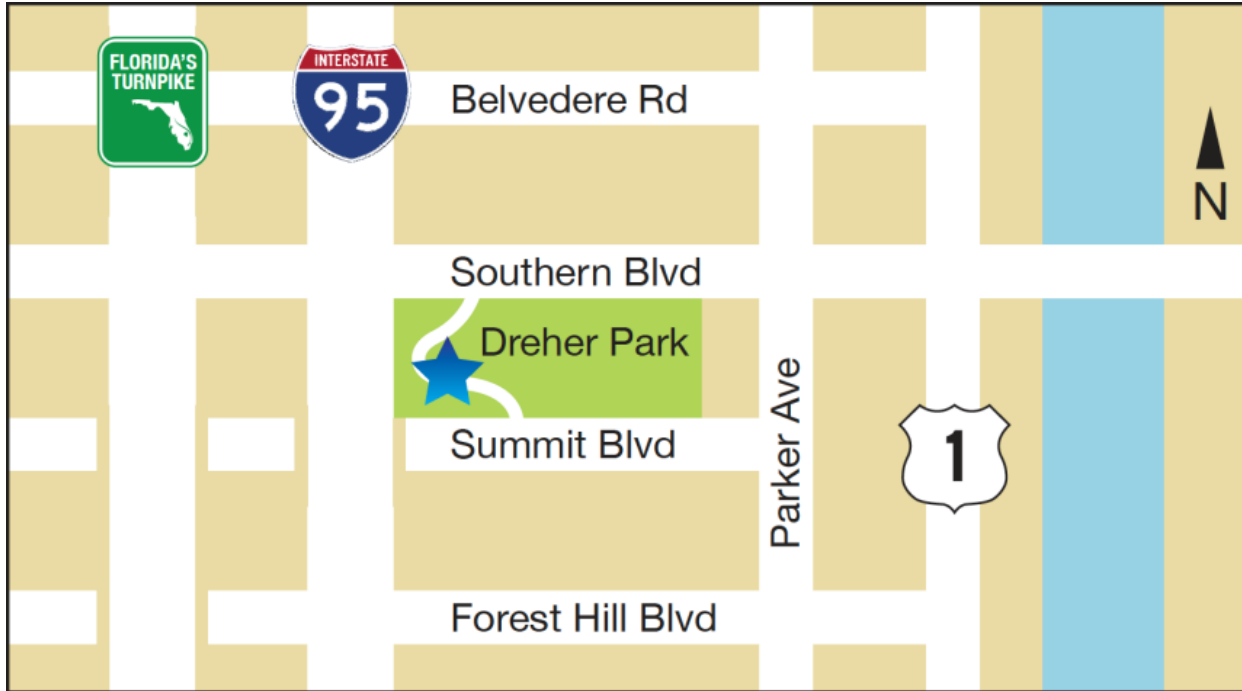 FLORIDA'S
TURNPIKE
INTERSTATE
95
Belvedere Rd
N
Southern Blvd
Dreher Park
Summit Blvd
Parker Ave
1
Forest Hill Blvd